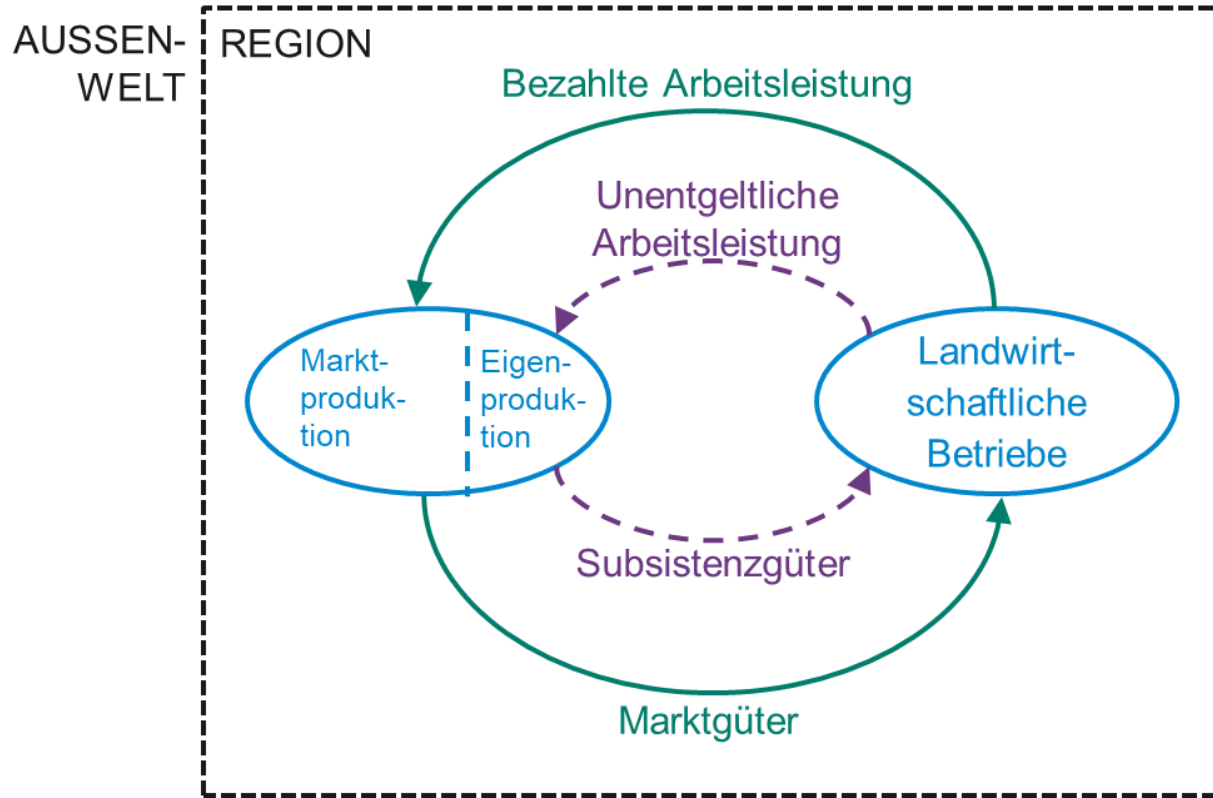 AUSSEN-
WELT
REGION
Bezahlte Arbeitsleistung
Unentgeltliche
Arbeitsleistung
Markt-
produk-
tion
Eigen-
produk-
tion
Landwirt-
schaftliche
Betriebe
Subsistenzgüter
Marktgüter